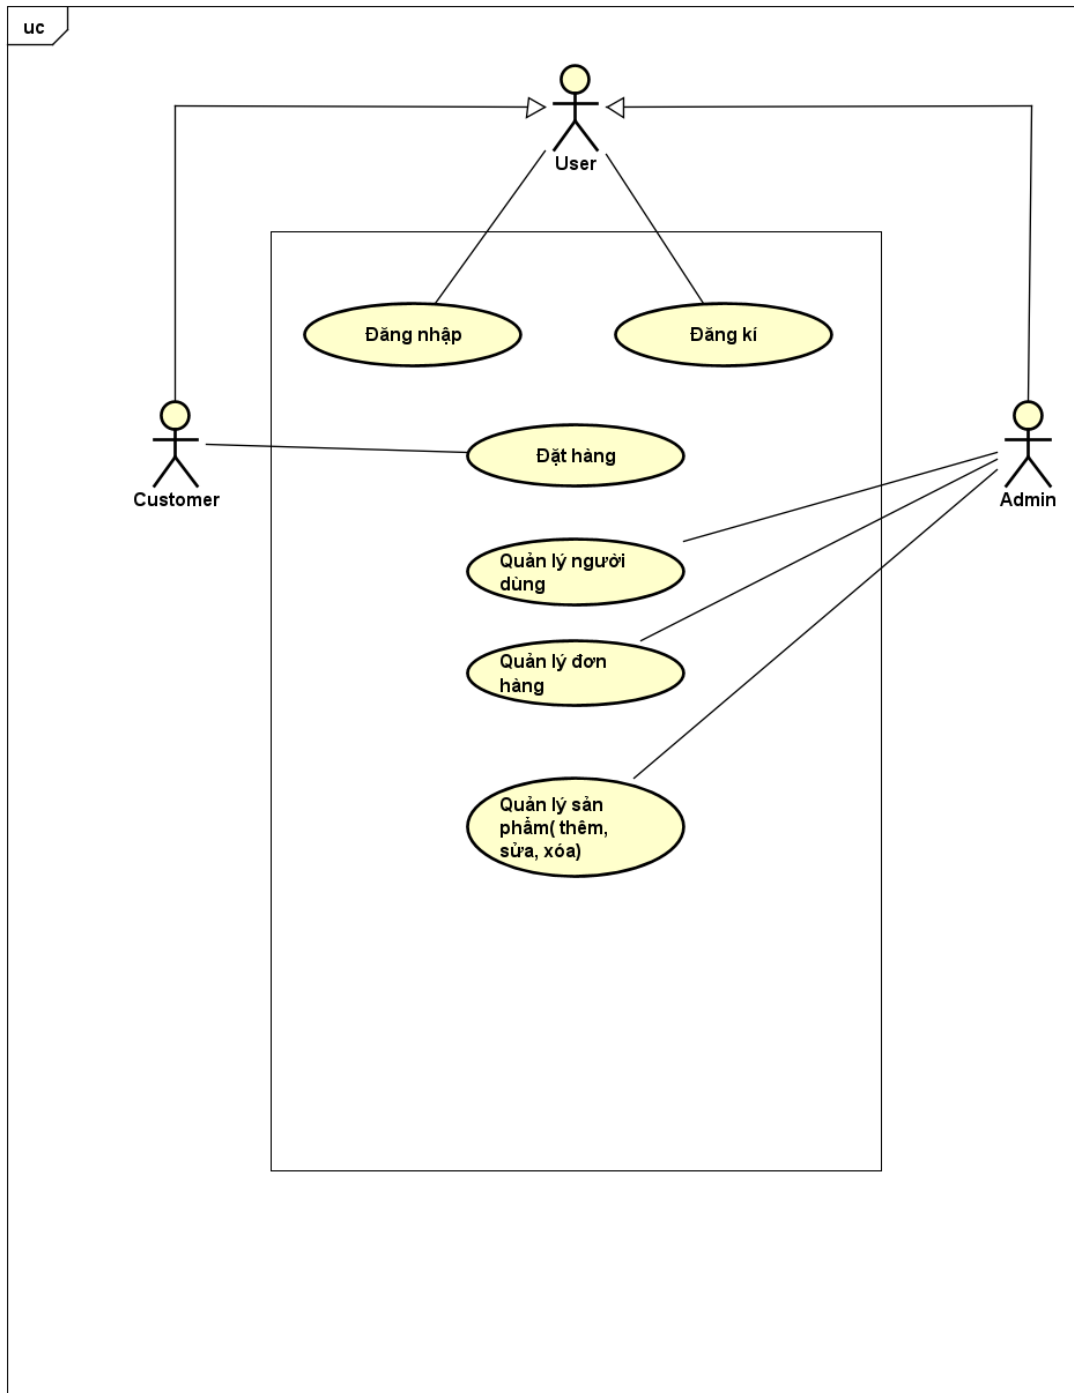 uc
User
Đăng nhập
Đăng kí
Đặt hàng
Customer
Admin
Quản lý người
dùng
Quản lý đơn
hàng
Quản lý sản
phẩm( thêm,
sửa, xóa)